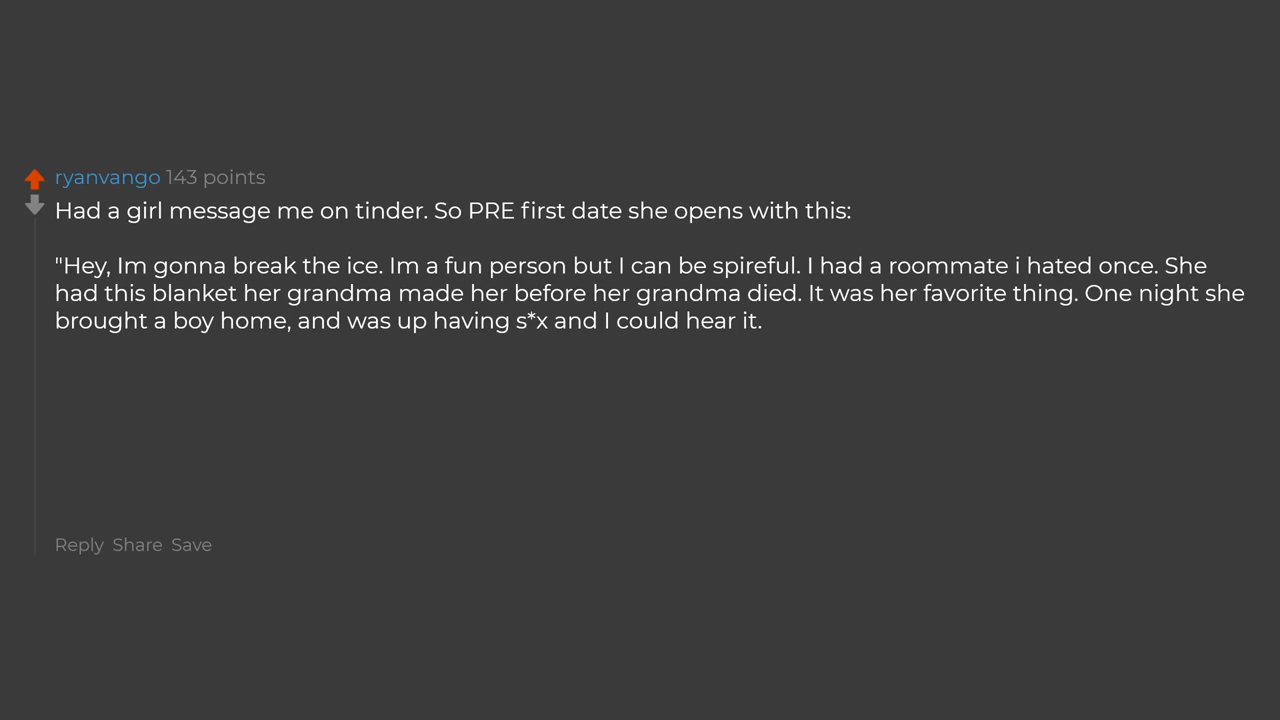 ryanvango 143 points
Had a girl message me on tinder. So PRE first date she opens with this:
"Hey, Im gonna break the ice. Im a fun person but I can be spireful. I had a roommate i hated once. She
had this blanket her grandma made her before her grandma died. It was her favorite thing. One night she
brought a boy home, and was up having s*x and I could hear it.
Reply Share Save